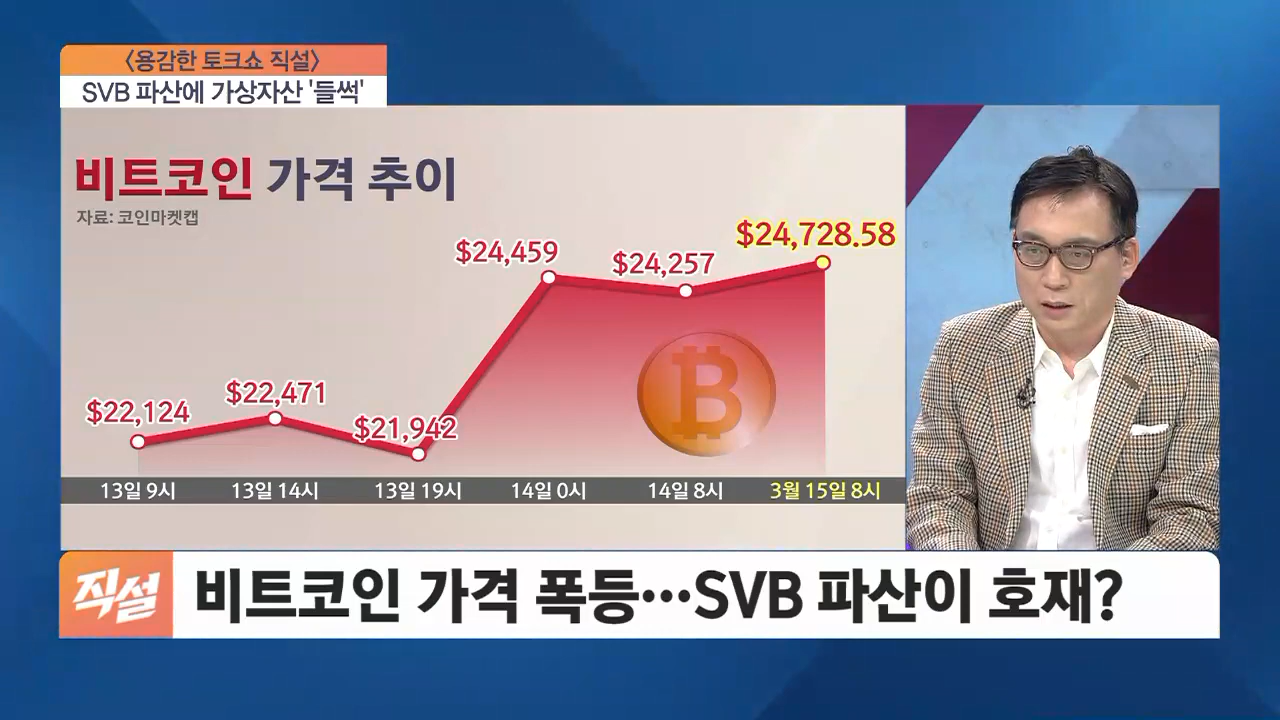 <용감한 토크쇼 직설>
SVB 파산에 가상자산 '들썩'
비트코인 가격 추이
자료: 코인마켓캡
$22,124
$22,471
$21,942
$24,459
$24,257
$24,728.58
13일 9시
13일 14시
13일 19시
14일 0시
14일 8시
3월 15일 8시
직설
비트코인 가격 폭등…SVB 파산이 호재?